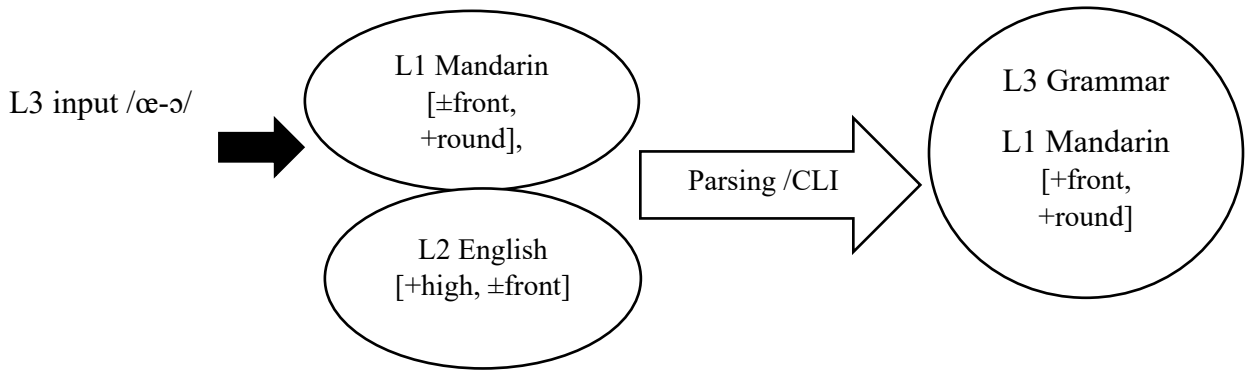 L3 input /œ-ɔ/
L1 Mandarin
[±front,
+round],
L2 English
[+high, ±front]
Parsing /CLI
L3 Grammar
L1 Mandarin
[+front,
+round]